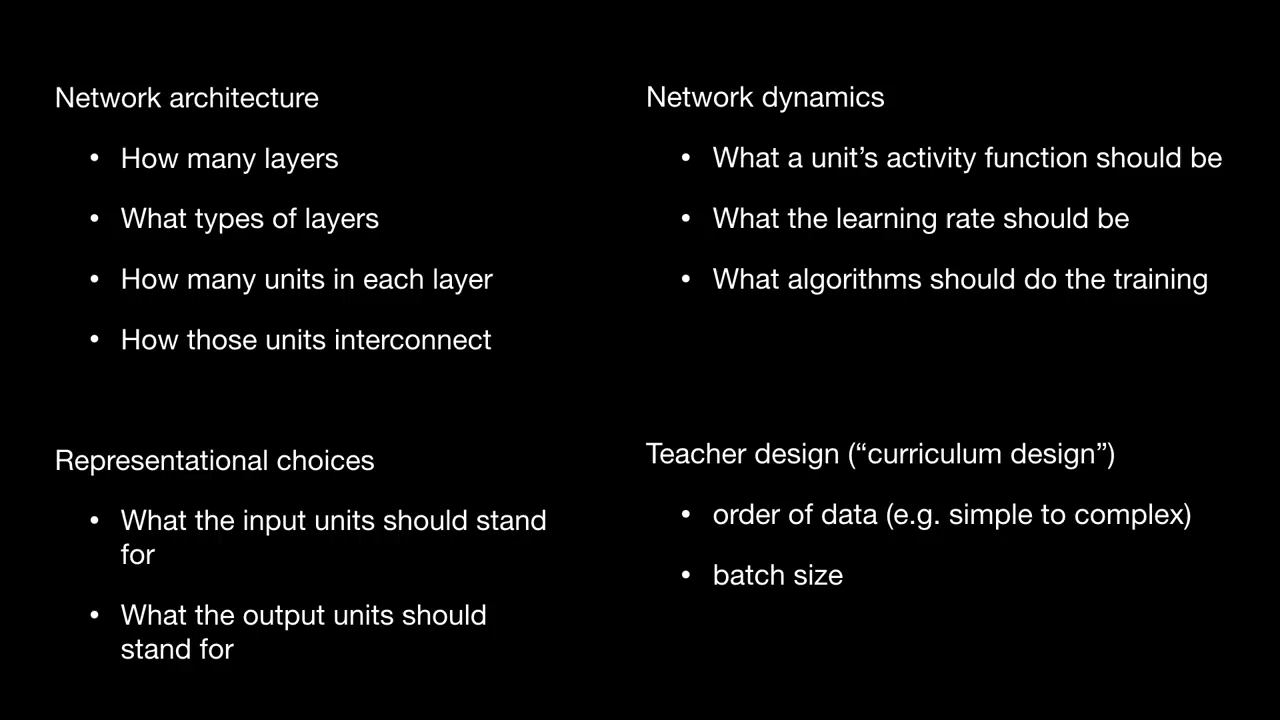 Network architecture
• How many layers
• What types of layers
• How many units in each layer
• How those units interconnect
Network dynamics
• What a unit’s activity function should be
• What the learning rate should be
• What algorithms should do the training
Representational choices
• What the input units should stand
for
• What the output units should
stand for
Teacher design (“curriculum design”)
• order of data (e.g. simple to complex)
• batch size